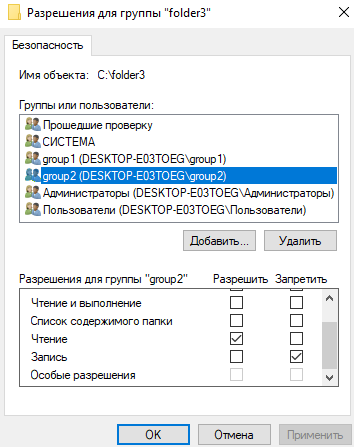 Разрешения для группы "folder3"
Безопасность
Имя объекта: C:\folder3
Группы или пользователи:
Прошедшие проверку
СИСТЕМА
group1 (DESKTOP-E03TOEG\group1)
group2 (DESKTOP-E03TOEG\group2)
Администраторы (DESKTOP-E03TOEG\Администраторы)
Пользователи (DESKTOP-E03TOEG\Пользователи)
Добавить... Удалить
Разрешения для группы "group2" Разрешить Запретить
Чтение и выполнение
Список содержимого папки
Чтение
Запись
Особые разрешения
OK Отмена Применить